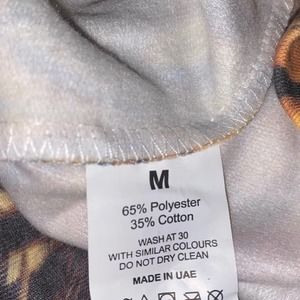 M
65% Polyester
35% Cotton
WASH AT 30
WITH SIMILAR COLOURS
DO NOT DRY CLEAN
MADE IN UAE